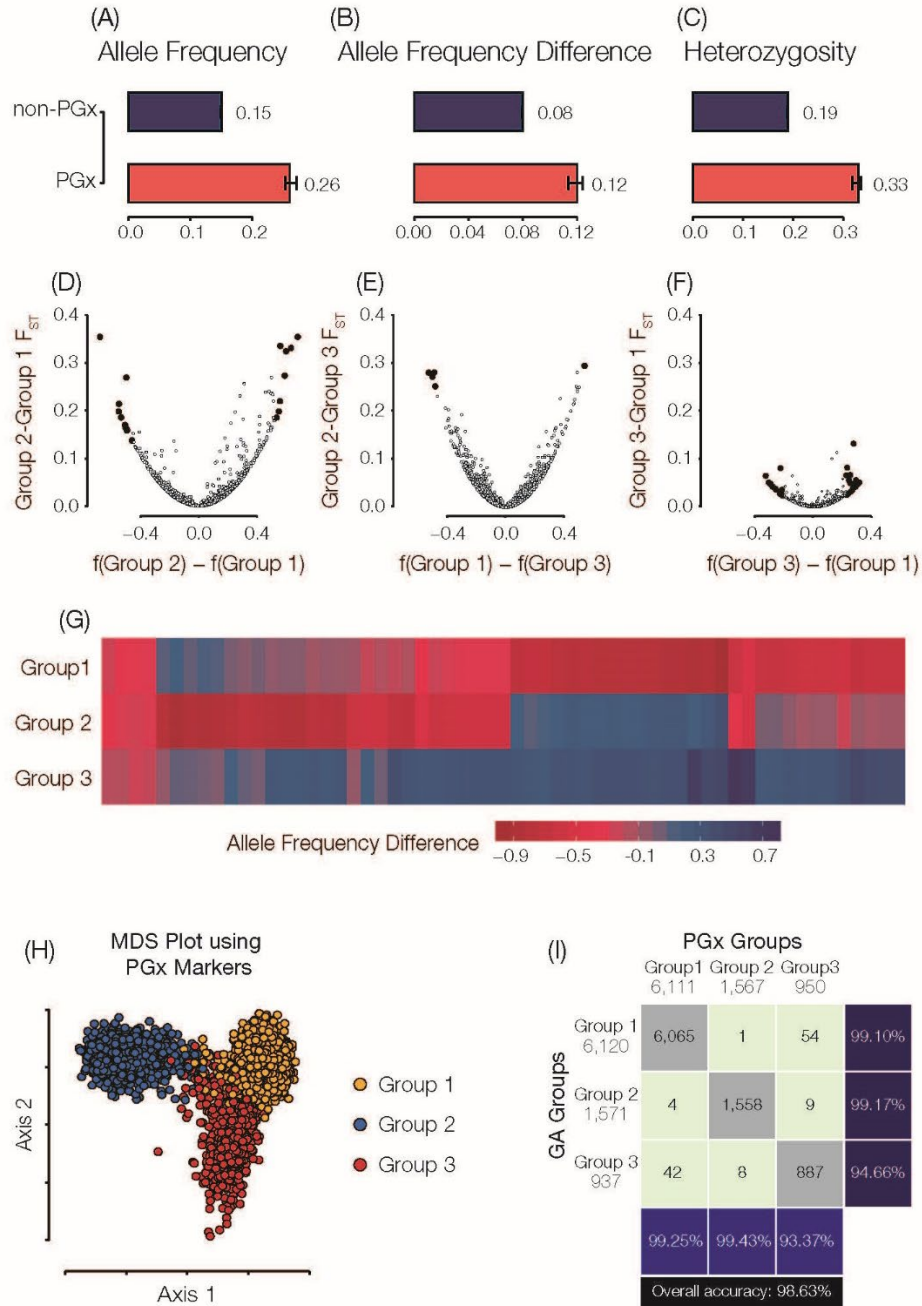 (A) (B) (C)
Allele Frequency Allele Frequency Difference Heterozygosity
non-PGx 0.15 0.08 0.19
PGx 0.26 0.12 0.33
0.0 0.2 0.00 0.04 0.08 0.12 0.0 0.1 0.2 0.3
(D) (E) (F)
Group 2-Group 1 FST
0.4
0.3
0.2
0.1
0.0
−0.4 0.0 0.4
f(Group 2) – f(Group 1)
Group 2-Group 3 FST
0.4
0.3
0.2
0.1
0.0
−0.4 0.0 0.4
f(Group 1) – f(Group 3)
Group 3-Group 1 FST
0.4
0.3
0.2
0.1
0.0
−0.4 0.0 0.4
f(Group 3) – f(Group 1)
(G)
Group1
Group 2
Group 3
Allele Frequency Difference
−0.9 −0.5 -0.1 0.3 0.7
(H)
MDS Plot using
PGx Markers
Axis 2
Axis 1
Group 1
Group 2
Group 3
(I)
PGx Groups
Group1 Group 2 Group3
6,111 1,567 950
GA Groups
Group 1
6,120
6,065 1 54 99.10%
Group 2
1,571
4 1,558 9 99.17%
Group 3
937
42 8 887 94.66%
99.25% 99.43% 93.37%
Overall accuracy: 98.63%